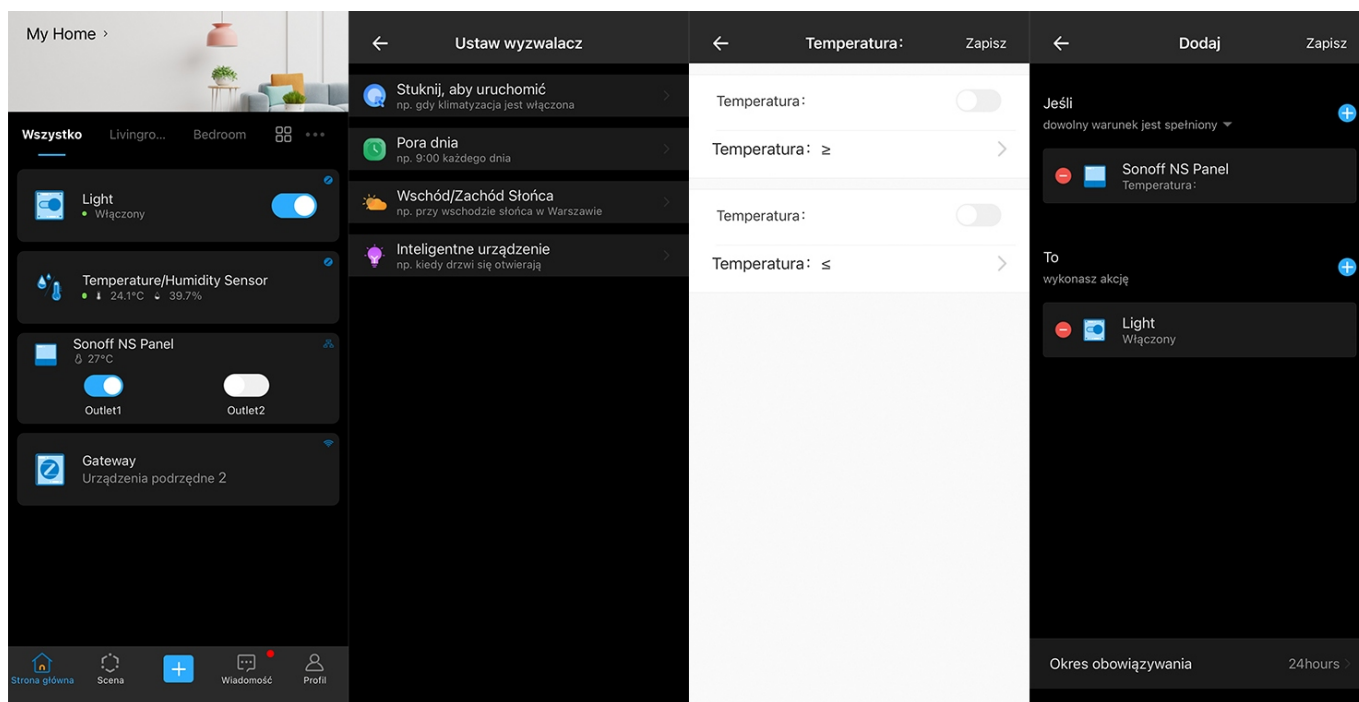 My Home >
Wszystko Livingro... Bedroom
Light
Włączony
Temperature/Humidity Sensor
24.1°C 39.7%
Sonoff NS Panel
27°C
Outlet1 Outlet2
Gateway
Urządzenia podrzędne 2
Strona główna Scena Wiadomość Profil
Ustaw wyzwalacz
Stuknij, aby uruchomić
np. gdy klimatyzacja jest włączona
Pora dnia
np. 9:00 każdego dnia
Wschód/Zachód Słońca
np. przy wschodzie słońca w Warszawie
Inteligentne urządzenie
np. kiedy drzwi się otwierają
Temperatura: Zapisz
Temperatura:
Temperatura: ≥
Temperatura:
Temperatura: ≤
Dodaj Zapisz
Jeśli
dowolny warunek jest spełniony
Sonoff NS Panel
Temperatura:
To
wykonasz akcję
Light
Włączony
Okres obowiązywania 24hours >